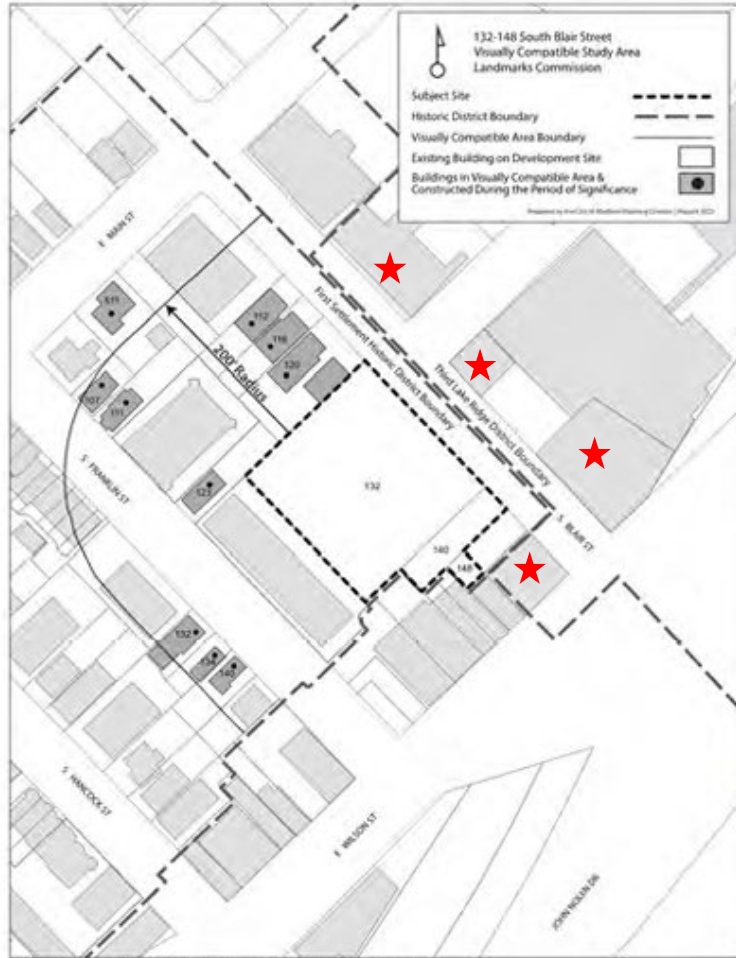 132-148 South Blair Street
Visually Compatible Study Area
Landmarks Commission
Subject Site
Historic District Boundary
Visually Compatible Area Boundary
Existing Building on Development Site
Buildings in Visually Compatible Area &
Constructed During the Period of Significance
E MAIN ST
511
112
116
120
First Settlement Historic District Boundary
200' Radius
Third Lake Ridge District Boundary
107
111
123
132
S FRANKLIN ST
140
148
S BLAIR ST
132
140
S HANCOCK ST
E WILSON ST
JOHN NOLEN DR